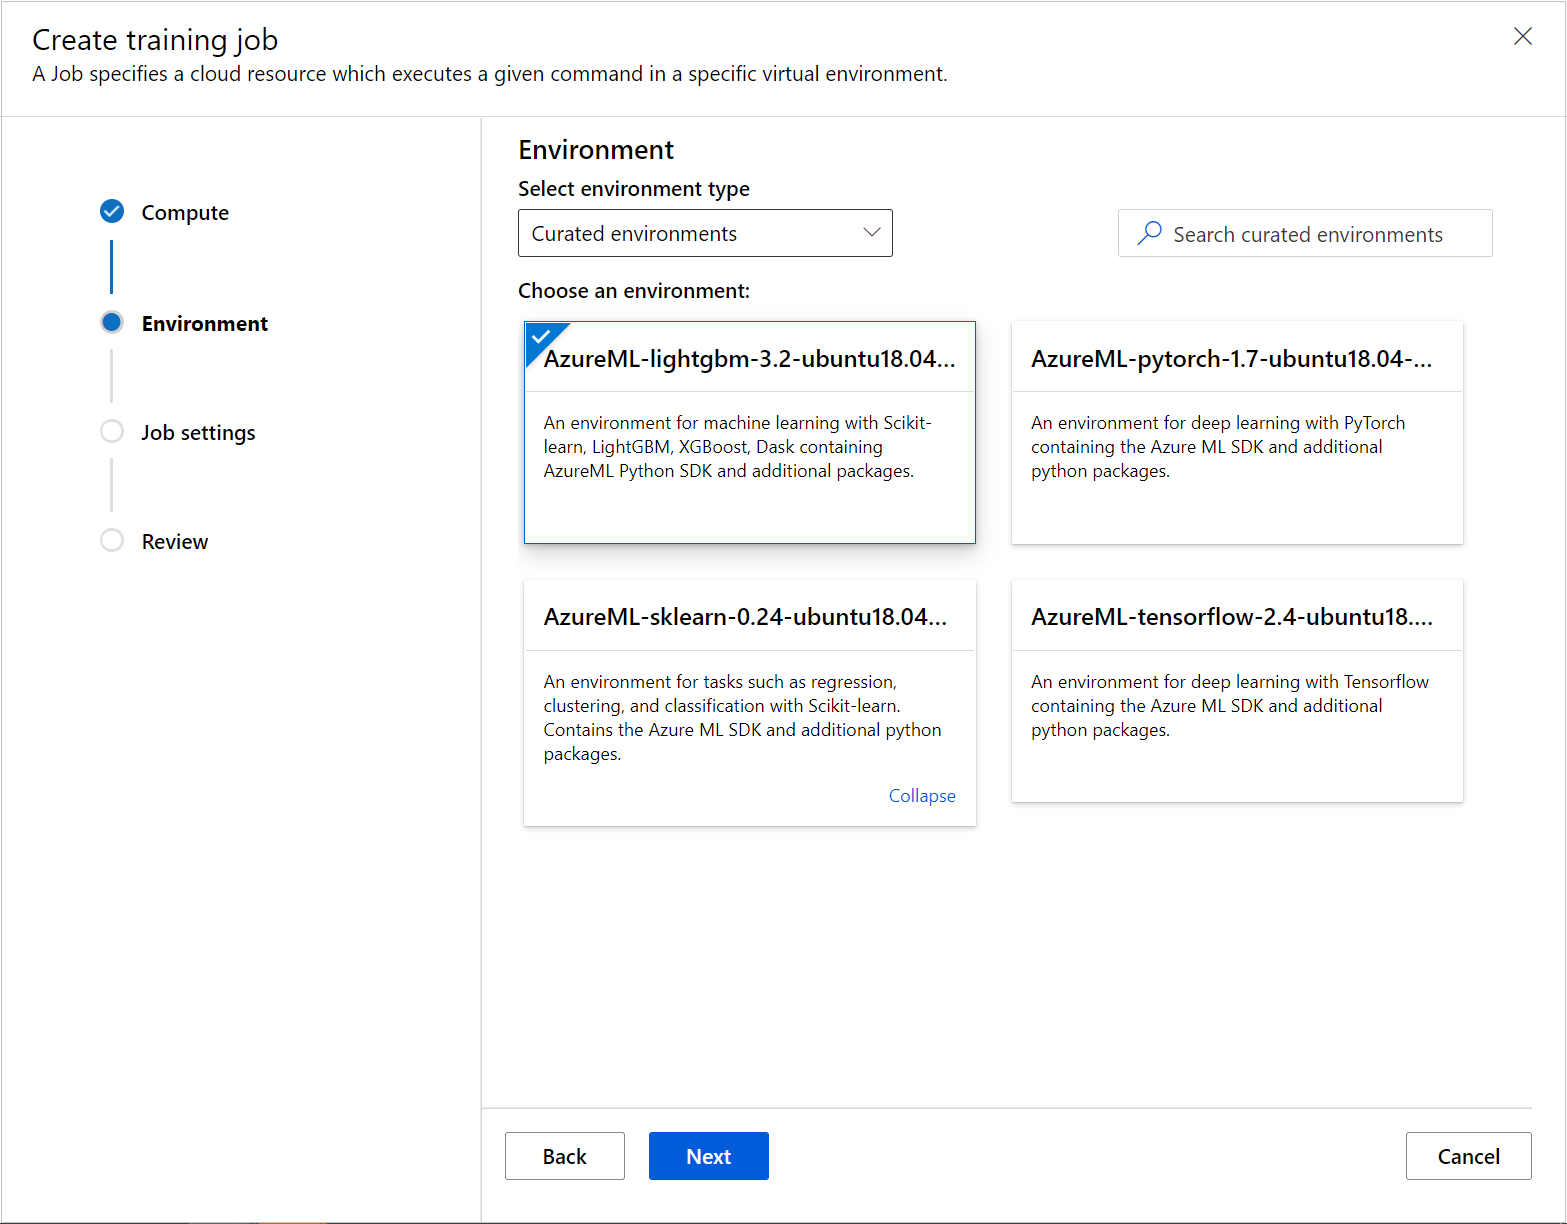 Create training job
A Job specifies a cloud resource which executes a given command in a specific virtual environment.
Compute
Environment
Job settings
Review
Environment
Select environment type
Curated environments
Search curated environments
Choose an environment:
AzureML-lightgbm-3.2-ubuntu18.04...
An environment for machine learning with Scikit-
learn, LightGBM, XGBoost, Dask containing
AzureML Python SDK and additional packages.
AzureML-pytorch-1.7-ubuntu18.04-...
An environment for deep learning with PyTorch
containing the Azure ML SDK and additional
python packages.
AzureML-sklearn-0.24-ubuntu18.04...
An environment for tasks such as regression,
clustering, and classification with Scikit-learn.
Contains the Azure ML SDK and additional python
packages.
Collapse
AzureML-tensorflow-2.4-ubuntu18....
An environment for deep learning with Tensorflow
containing the Azure ML SDK and additional
python packages.
Back
Next
Cancel